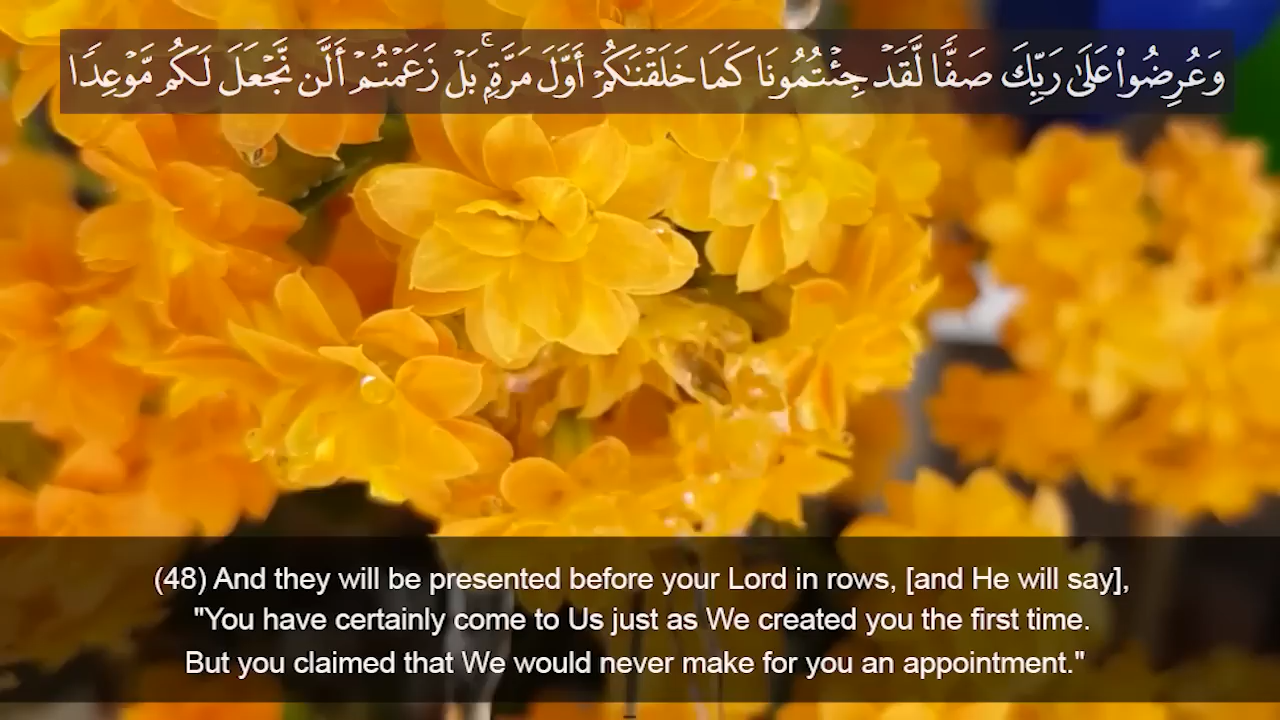 وَعُرِضُوا۟ عَلَىٰ رَبِّكَ صَفًّا لَّقَدْ جِئْتُمُونَا كَمَا خَلَقْنَـٰكُمْ أَوَّلَ مَرَّةٍۭ ۚ بَلْ زَعَمْتُمْ أَلَّن نَّجْعَلَ لَكُم مَّوْعِدًا
(48) And they will be presented before your Lord in rows, [and He will say],
"You have certainly come to Us just as We created you the first time.
But you claimed that We would never make for you an appointment."